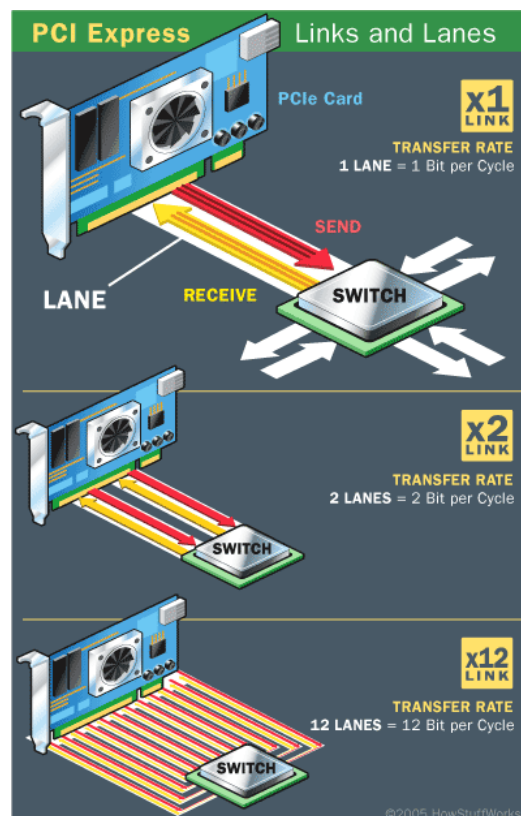 PCI Express Links and Lanes
PCIe Card
x1
LINK
TRANSFER RATE
1 LANE = 1 Bit per Cycle
SEND
LANE
RECEIVE
SWITCH
x2
LINK
TRANSFER RATE
2 LANES = 2 Bit per Cycle
SWITCH
x12
LINK
TRANSFER RATE
12 LANES = 12 Bit per Cycle
SWITCH
©2005 HowStuffWorks